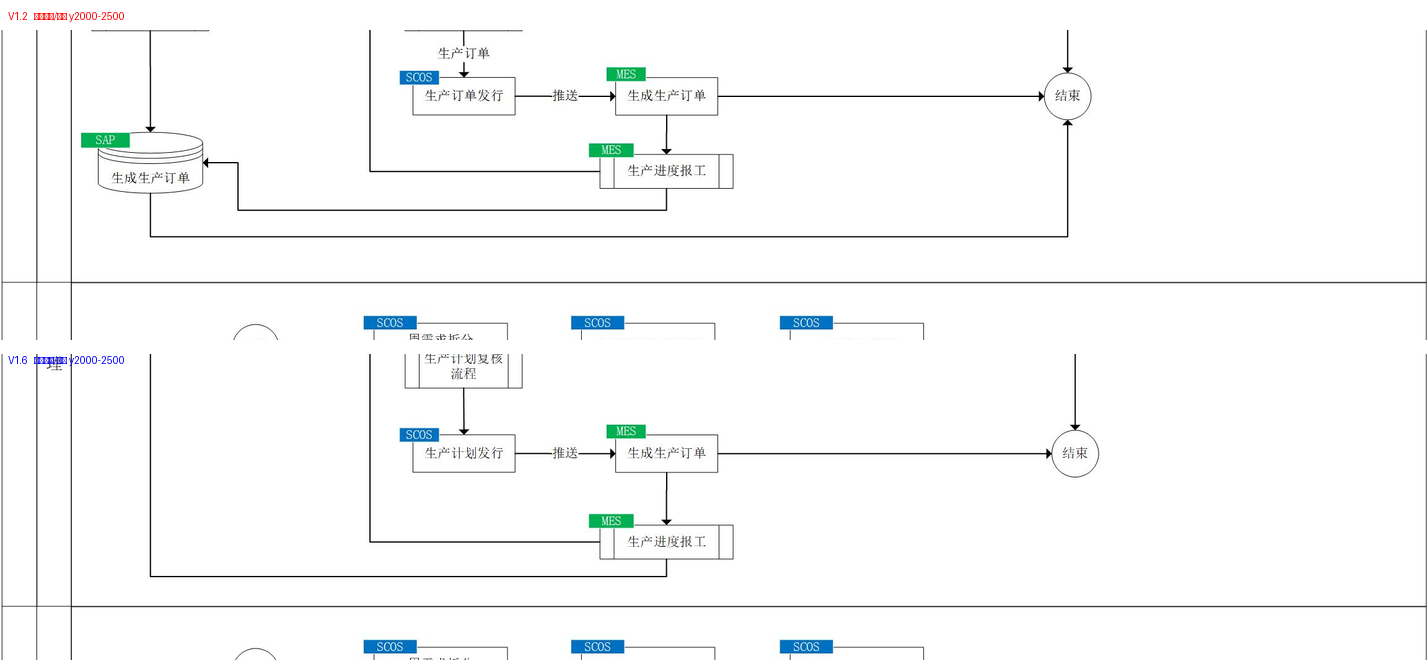 V1.2
y2000-2500
生产订单
SCOS
生产订单发行
推送
MES
生成生产订单
结束
SAP
生成生产订单
MES
生产进度报工
SCOS
SCOS
SCOS
V1.6
y2000-2500
理
生产计划复核
流程
SCOS
生产计划发行
推送
MES
生成生产订单
结束
MES
生产进度报工
SCOS
SCOS
SCOS